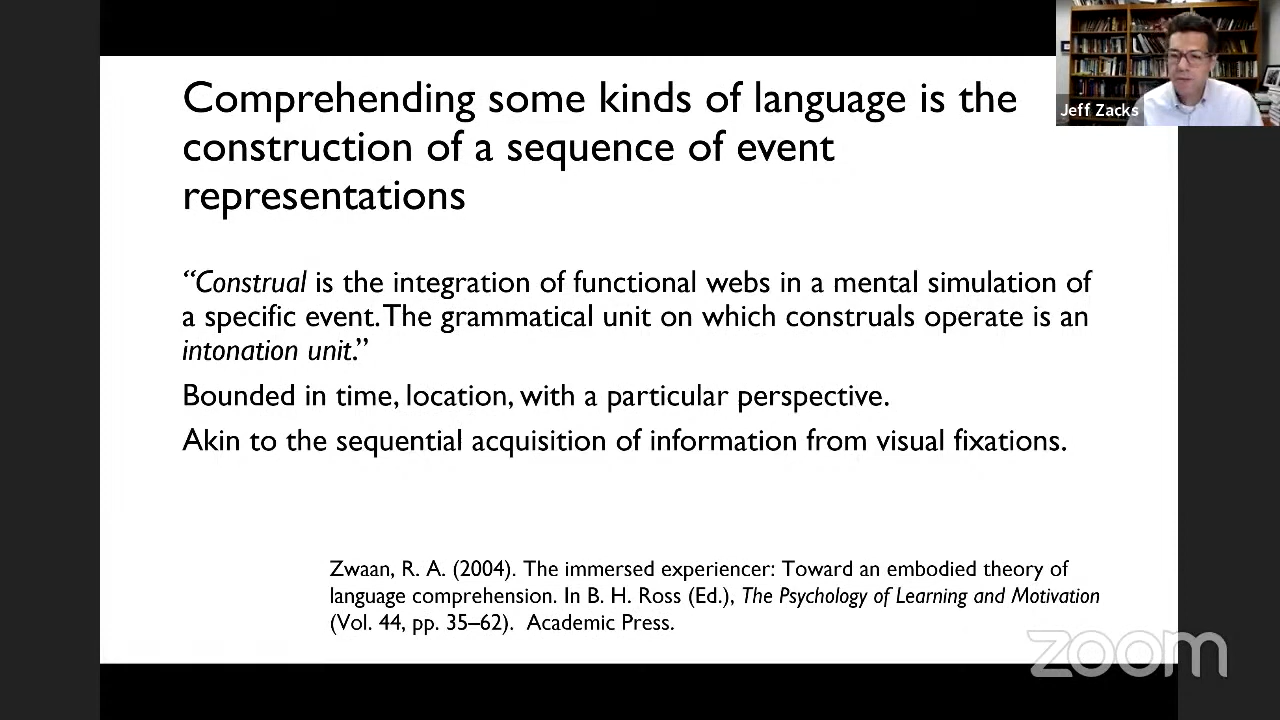 Comprehending some kinds of language is the
construction of a sequence of event
representations
“Construal is the integration of functional webs in a mental simulation of
a specific event. The grammatical unit on which construals operate is an
intonation unit.”
Bounded in time, location, with a particular perspective.
Akin to the sequential acquisition of information from visual fixations.
Zwaan, R. A. (2004). The immersed experiencer: Toward an embodied theory of
language comprehension. In B. H. Ross (Ed.), The Psychology of Learning and Motivation
(Vol. 44, pp. 35–62). Academic Press.
Jeff Zacks
zoom